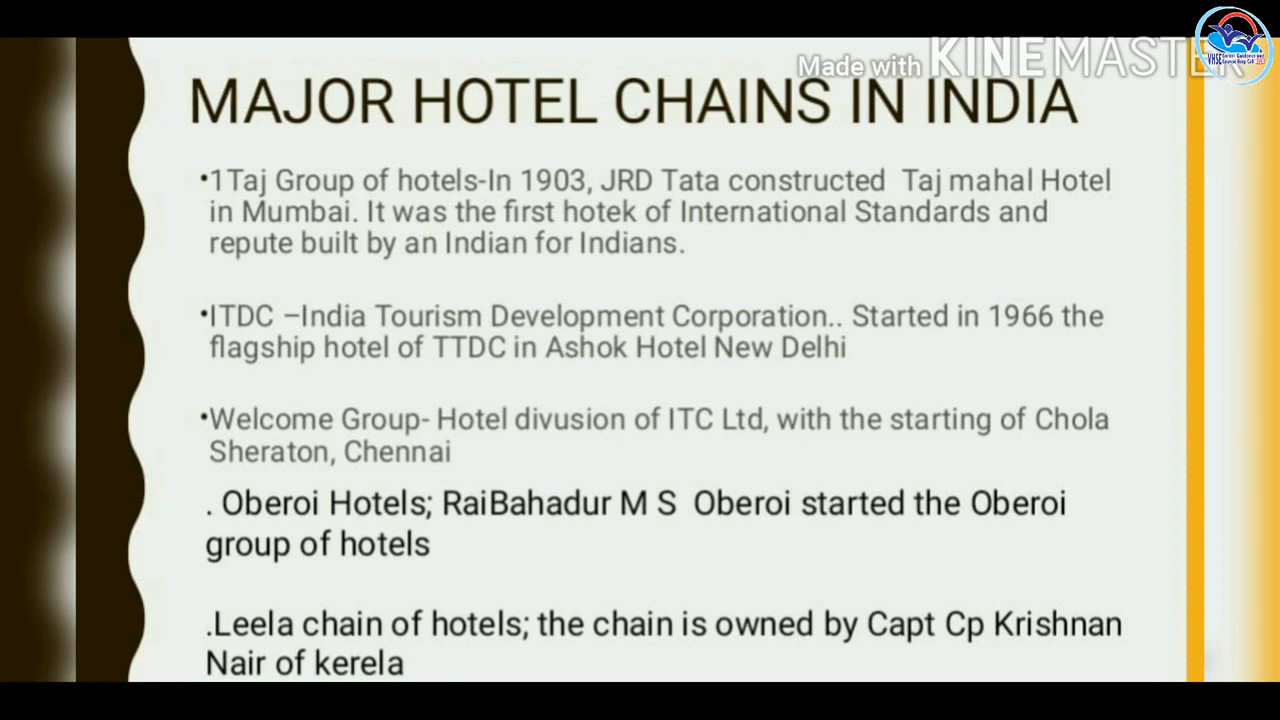 Made with KINEMASTER
MAJOR HOTEL CHAINS IN INDIA
•1Taj Group of hotels-In 1903, JRD Tata constructed Taj mahal Hotel
in Mumbai. It was the first hotek of International Standards and
repute built by an Indian for Indians.
•ITDC –India Tourism Development Corporation.. Started in 1966 the
flagship hotel of TTDC in Ashok Hotel New Delhi
•Welcome Group- Hotel divusion of ITC Ltd, with the starting of Chola
Sheraton, Chennai
. Oberoi Hotels; RaiBahadur M S Oberoi started the Oberoi
group of hotels
.Leela chain of hotels; the chain is owned by Capt Cp Krishnan
Nair of kerela